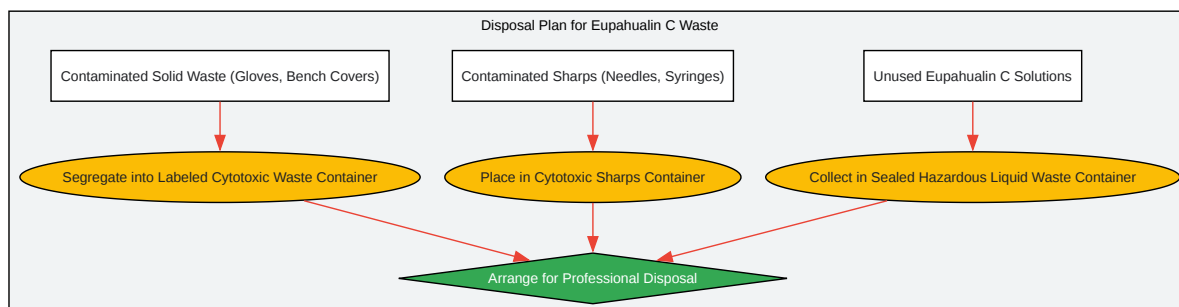 Disposal Plan for Eupahualin C Waste
Contaminated Solid Waste (Gloves, Bench Covers)
Contaminated Sharps (Needles, Syringes)
Unused Eupahualin C Solutions
Segregate into Labeled Cytotoxic Waste Container
Place in Cytotoxic Sharps Container
Collect in Sealed Hazardous Liquid Waste Container
Arrange for Professional Disposal